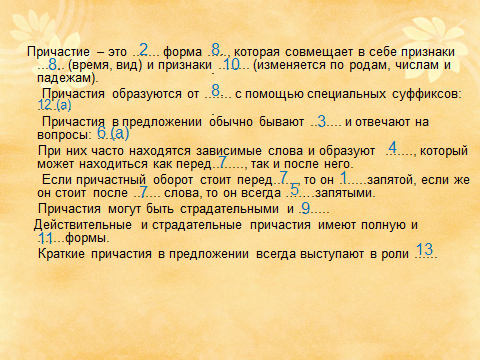 Причастие – это ...2... форма ..8.., которая совмещает в себе признаки
...8.. (время, вид) и признаки ..10... (изменяется по родам, числам и
падежам).
Причастия образуются от ..8... с помощью специальных суффиксов:
12 (а)
Причастия в предложении обычно бывают ...3.... и отвечают на
вопросы: 6 (а)
При них часто находятся зависимые слова и образуют ..4...., который
может находиться как перед..7....., так и после него.
Если причастный оборот стоит перед..7..., то он .1.....запятой, если же
он стоит после ..7.... слова, то он всегда ..5....запятыми.
Причастия могут быть страдательными и .9.....
Действительные и страдательные причастия имеют полную и
11....формы.
Краткие причастия в предложении всегда выступают в роли 13